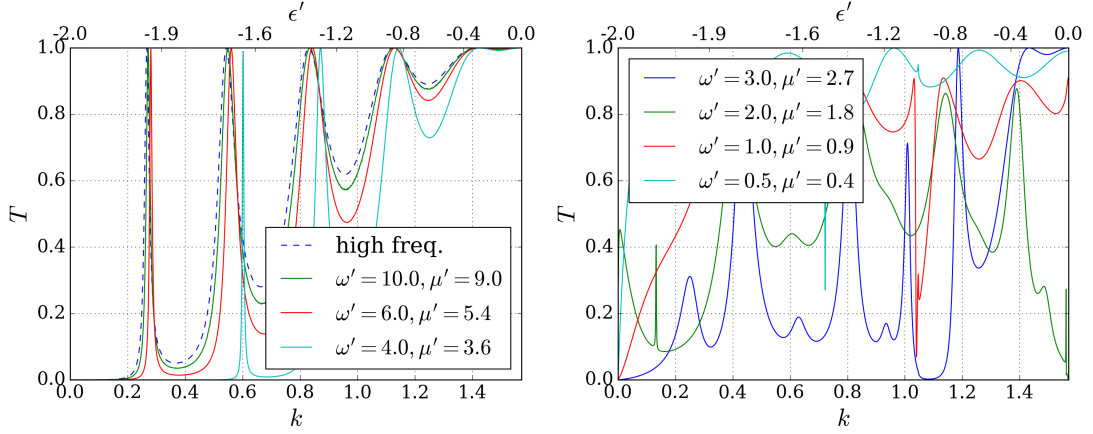 ϵ′
-2.0 -1.9 -1.6 -1.2 -0.8 -0.4 0.0
1.0
0.8
0.6
0.4
0.2
0.0
T
high freq.
ω′ = 10.0, μ′ = 9.0
ω′ = 6.0, μ′ = 5.4
ω′ = 4.0, μ′ = 3.6
0.0 0.2 0.4 0.6 0.8 1.0 1.2 1.4
k
ϵ′
-2.0 -1.9 -1.6 -1.2 -0.8 -0.4 0.0
1.0
0.8
0.6
0.4
0.2
0.0
T
ω′ = 3.0, μ′ = 2.7
ω′ = 2.0, μ′ = 1.8
ω′ = 1.0, μ′ = 0.9
ω′ = 0.5, μ′ = 0.4
0.0 0.2 0.4 0.6 0.8 1.0 1.2 1.4
k